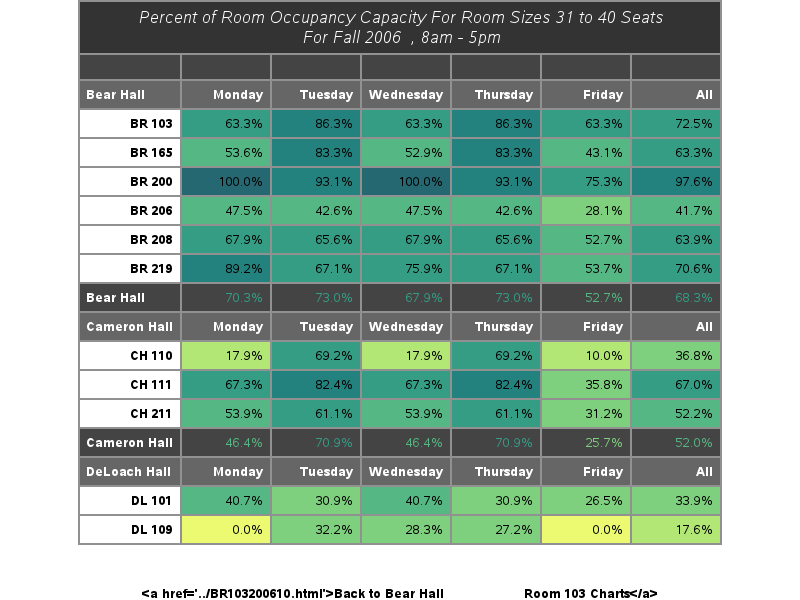 Percent of Room Occupancy Capacity For Room Sizes 31 to 40 Seats
For Fall 2006 , 8am - 5pm
Bear Hall Monday Tuesday Wednesday Thursday Friday All
BR 103 63.3% 86.3% 63.3% 86.3% 63.3% 72.5%
BR 165 53.6% 83.3% 52.9% 83.3% 43.1% 63.3%
BR 200 100.0% 93.1% 100.0% 93.1% 75.3% 97.6%
BR 206 47.5% 42.6% 47.5% 42.6% 28.1% 41.7%
BR 208 67.9% 65.6% 67.9% 65.6% 52.7% 63.9%
BR 219 89.2% 67.1% 75.9% 67.1% 53.7% 70.6%
Bear Hall 70.3% 73.0% 67.9% 73.0% 52.7% 68.3%
Cameron Hall Monday Tuesday Wednesday Thursday Friday All
CH 110 17.9% 69.2% 17.9% 69.2% 10.0% 36.8%
CH 111 67.3% 82.4% 67.3% 82.4% 35.8% 67.0%
CH 211 53.9% 61.1% 53.9% 61.1% 31.2% 52.2%
Cameron Hall 46.4% 70.9% 46.4% 70.9% 25.7% 52.0%
DeLoach Hall Monday Tuesday Wednesday Thursday Friday All
DL 101 40.7% 30.9% 40.7% 30.9% 26.5% 33.9%
DL 109 0.0% 32.2% 28.3% 27.2% 0.0% 17.6%
<a href='../BR103200610.html'>Back to Bear Hall Room 103 Charts</a>